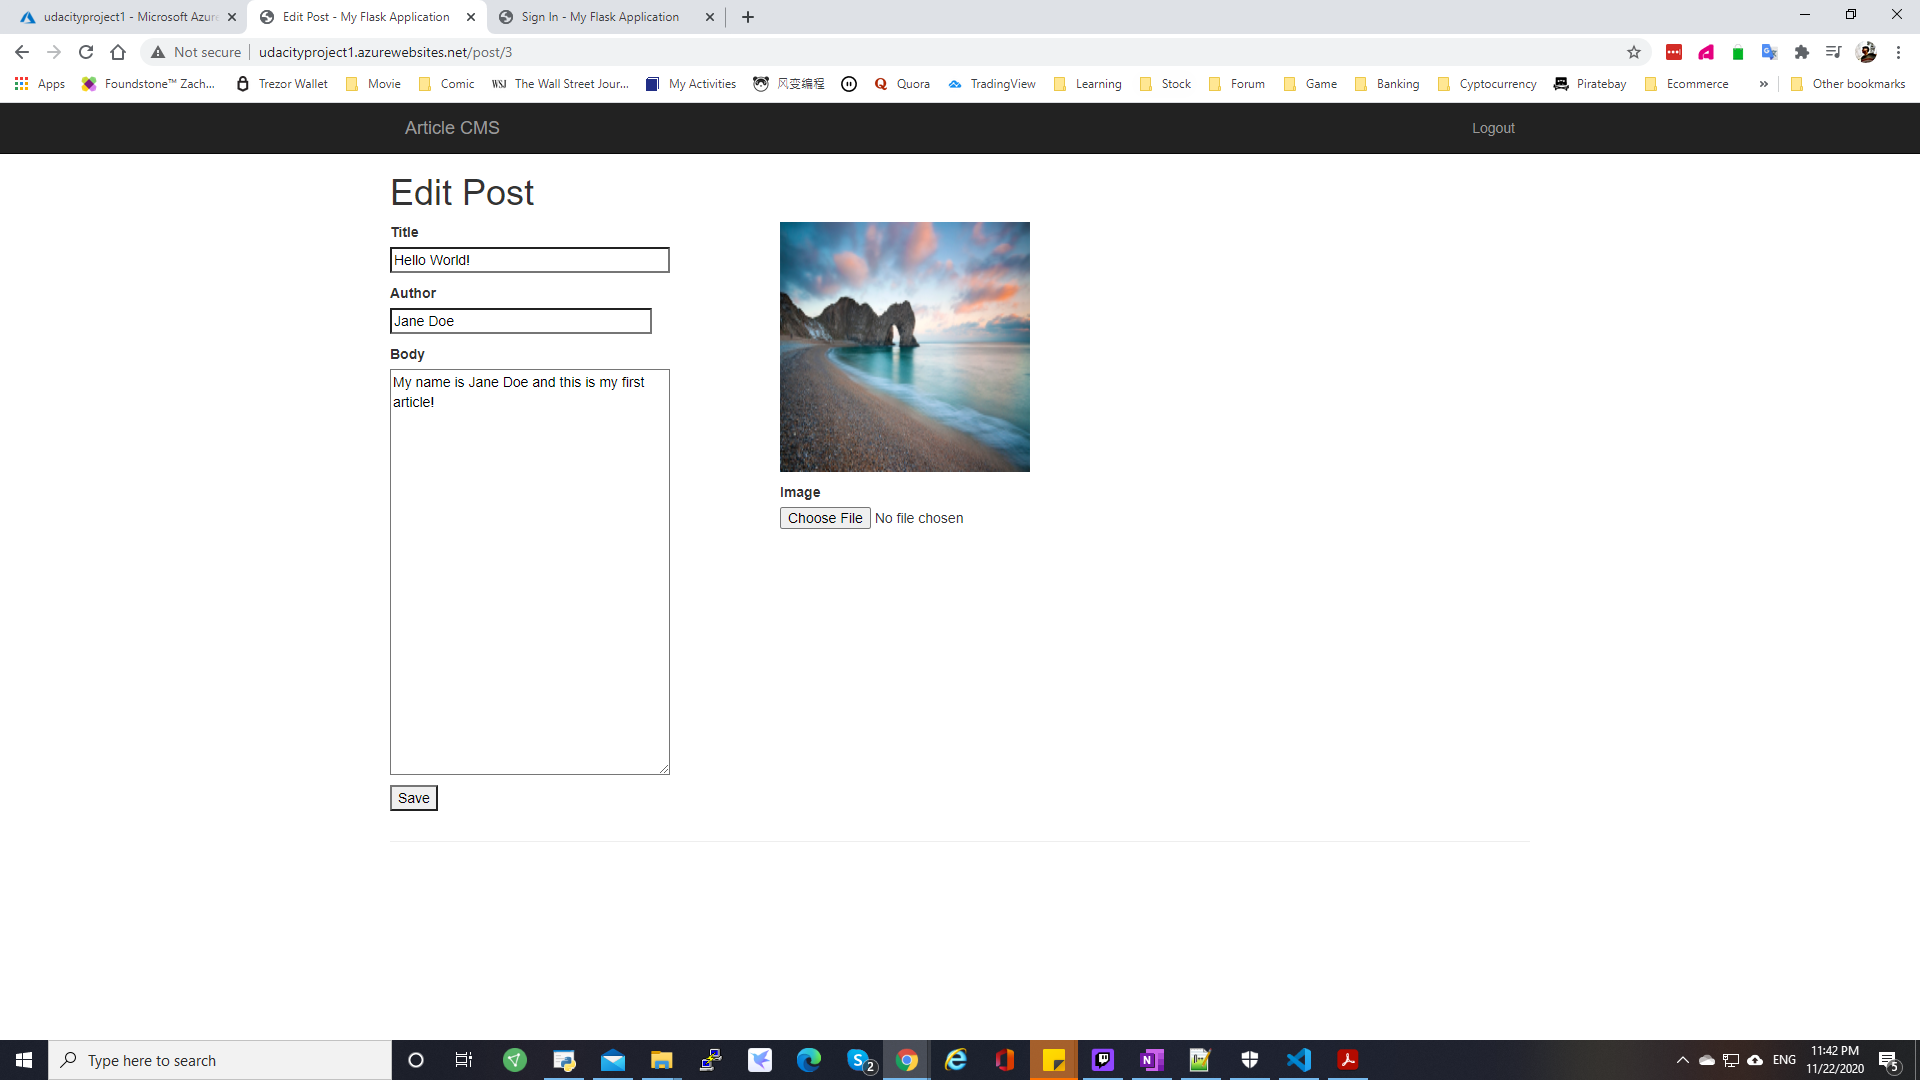 udacityproject1 - Microsoft Azure
Edit Post - My Flask Application
Sign In - My Flask Application
Not secure
udacityproject1.azurewebsites.net/post/3
Apps
Foundstone™ Zach...
Trezor Wallet
Movie
Comic
WSJ
The Wall Street Jour...
My Activities
风变编程
Quora
TradingView
Learning
Stock
Forum
Game
Banking
Cyptocurrency
Piratebay
Ecommerce
»
Other bookmarks
Article CMS
Logout
Edit Post
Title
Hello World!
Author
Jane Doe
Body
My name is Jane Doe and this is my first
article!
Image
Choose File No file chosen
Save
Type here to search
2
ENG
11:42 PM
11/22/2020
5